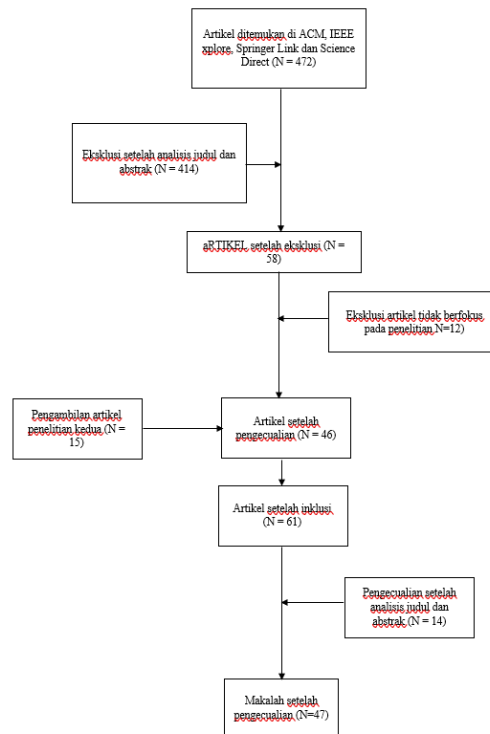 Artikel ditemukan di ACM, IEEE
xplore, Springer Link dan Science
Direct (N = 472)
Eksklusi setelah analisis judul dan
abstrak (N = 414)
aRTIKEL setelah eksklusi (N =
58)
Eksklusi artikel tidak berfokus
pada penelitian N=12)
Pengambilan artikel
penelitian kedua (N =
15)
Artikel setelah
pengecualian (N = 46)
Artikel setelah inklusi
(N = 61)
Pengecualian setelah
analisis judul dan
abstrak (N = 14)
Makalah setelah
pengecualian (N=47)